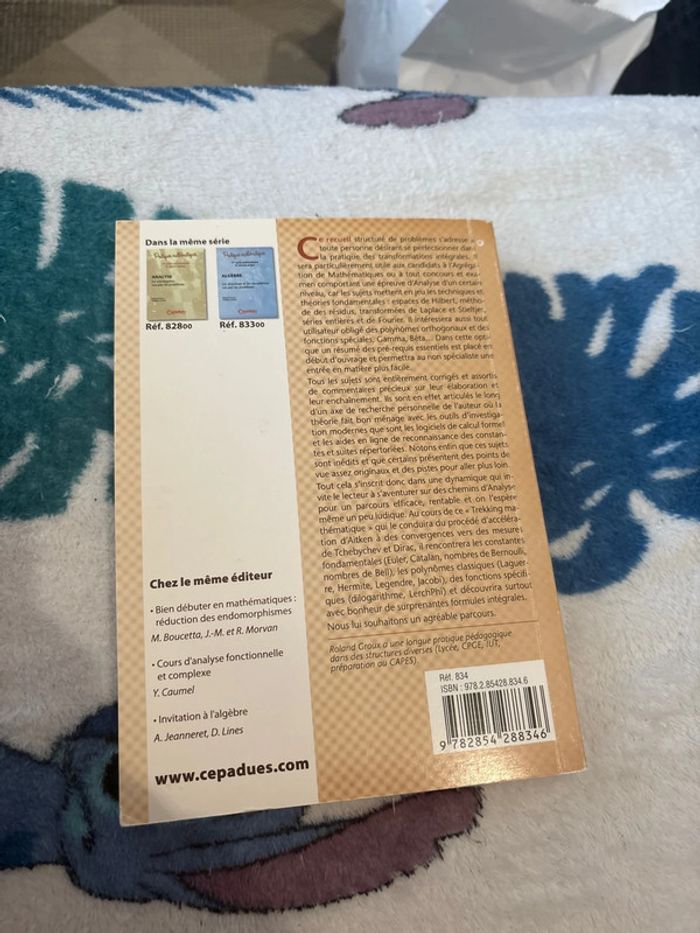 Dans la même série
Pratique mathématique
ANALYSE
Pratique mathématique
ALGÈBRE
Réf. 82800
Réf. 83300
Chez le même éditeur
• Bien débuter en mathématiques :
réduction des endomorphismes
M. Boucetta, J.-M. et R. Morvan
• Cours d'analyse fonctionnelle
et complexe
Y. Caumel
• Invitation à l'algèbre
A. Jeanneret, D. Lines
www.cepadues.com
Ce recueil structuré de problèmes s'adresse à
toute personne désirant se perfectionner dans
la pratique des transformations intégrales. Il
sera particulièrement utile aux candidats à l'Agréga-
tion de Mathématiques ou à tout concours et exa-
men comportant une épreuve d'Analyse d'un certain
niveau, car les sujets mettent en jeu les techniques et
théories fondamentales : espaces de Hilbert, métho-
de des résidus, transformées de Laplace et Stieltjer,
séries entières et de Fourier. Il intéressera aussi tout
utilisateur obligé des polynômes orthogonaux et des
fonctions spéciales, Gamma, Bêta... Dans cette opti-
que un résumé des pré-requis essentiels est placé en
début d'ouvrage et permettra au non spécialiste une
entrée en matière plus facile.
Tous les sujets sont entièrement corrigés et assortis
de commentaires précieux sur leur élaboration et
leur enchaînement. Ils sont en effet articulés le long
d'un axe de recherche personnelle de l'auteur où la
théorie fait bon ménage avec les outils d'investiga-
tion modernes que sont les logiciels de calcul formel
et les aides en ligne de reconnaissance des constan-
tes et suites répertoriées. Notons enfin que ces sujets
sont inédits et que certains présentent des points de
vue assez originaux et des pistes pour aller plus loin.
Tout cela s'inscrit donc dans une dynamique qui in-
vite le lecteur à s'aventurer sur des chemins d'Analyse
pour un parcours efficace, rentable et on l'espère
même un peu ludique. Au cours de ce « Trekking ma-
thématique » qui le conduira du procédé d'accéléra-
tion d'Aitken à des convergences vers des mesures
de Tchebychev et Dirac, il rencontrera les constantes
fondamentales (Euler, Catalan, nombres de Bernoulli,
nombres de Bell), les polynômes classiques (Laguer-
re, Hermite, Legendre, Jacobi), des fonctions spécifi-
ques (dilogarithme, LerchPhi) et découvrira surtout
avec bonheur de surprenantes formules intégrales.
Nous lui souhaitons un agréable parcours.
Roland Groux a une longue pratique pédagogique
dans des structures diverses (Lycée, CPGE, IUT,
préparation au CAPES).
Réf. 834
ISBN : 978.2.85428.834.6
9 782854 288346